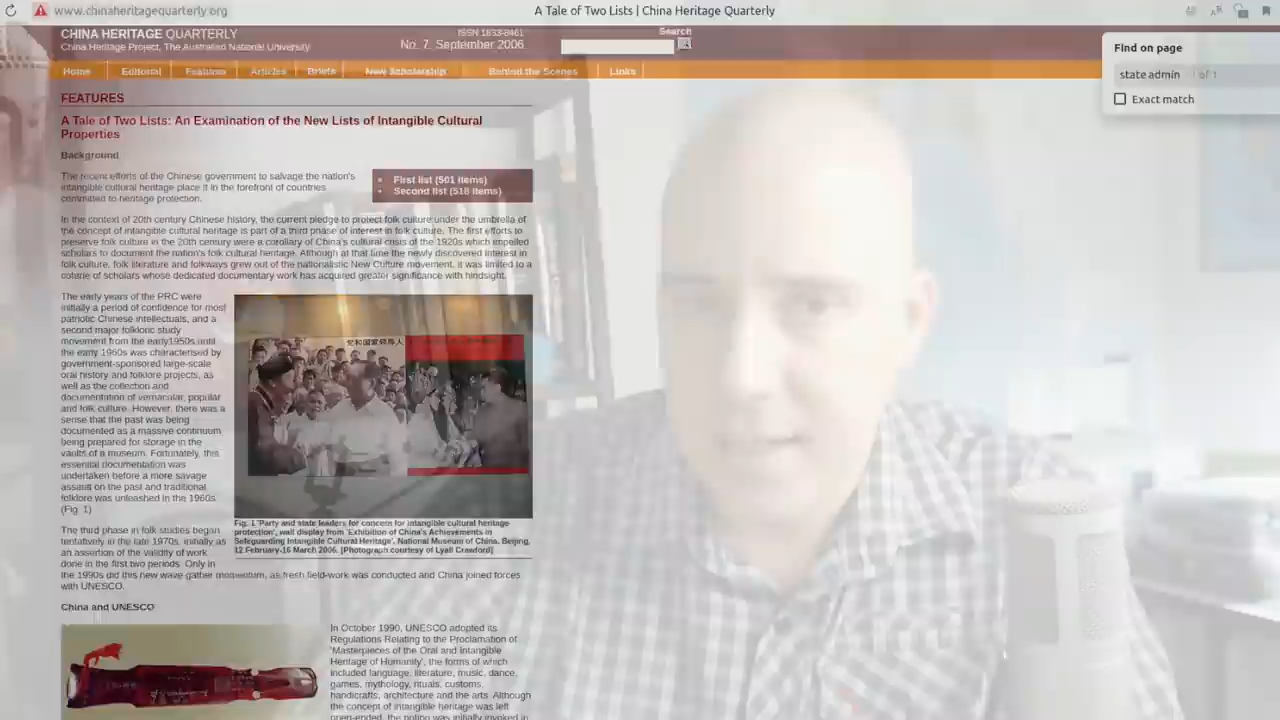 www.chinaheritagequarterly.org
A Tale of Two Lists | China Heritage Quarterly
CHINA HERITAGE QUARTERLY
China Heritage Project, The Australian National University
ISSN 1833-8461
No. 7, September 2006
Search
Find on page
state admin 1 of 1
Exact match
Home Editorial Features Articles Briefs New Scholarship Behind the Scenes Links
FEATURES
A Tale of Two Lists: An Examination of the New Lists of Intangible Cultural
Properties
Background
The recent efforts of the Chinese government to salvage the nation's
intangible cultural heritage place it in the forefront of countries
committed to heritage protection.
First list (501 items)
Second list (518 items)
In the context of 20th century Chinese history, the current pledge to protect folk culture under the umbrella of
the concept of intangible cultural heritage is part of a third phase of interest in folk culture. The first efforts to
preserve folk culture in the 20th century were a corollary of China's cultural crisis of the 1920s which impelled
scholars to document the nation's folk cultural heritage. Although at that time the newly discovered interest in
folk culture, folk literature and folkways grew out of the nationalistic New Culture movement, it was limited to a
coterie of scholars whose dedicated documentary work has acquired greater significance with hindsight.
The early years of the PRC were
initially a period of confidence for most
patriotic Chinese intellectuals, and a
second major folkloric study
movement from the early1950s until
the early 1960s was characterised by
government-sponsored large-scale
oral history and folklore projects, as
well as the collection and
documentation of vernacular, popular
and folk culture. However, there was a
sense that the past was being
documented as a massive continuum
being prepared for storage in the
vaults of a museum. Fortunately, this
essential documentation was
undertaken before a more savage
assault on the past and traditional
folklore was unleashed in the 1960s
(Fig. 1)
党和国家领导人
Fig. 1 'Party and state leaders for concern for intangible cultural heritage
protection', wall display from 'Exhibition of China's Achievements in
Safeguarding Intangible Cultural Heritage'. National Museum of China, Beijing,
12 February-16 March 2006. [Photograph courtesy of Lyall Crawford]
The third phase in folk studies began
tentatively in the late 1970s, initially as
an assertion of the validity of work
done in the first two periods. Only in
the 1990s did this new wave gather momentum, as fresh field-work was conducted and China joined forces
with UNESCO.
China and UNESCO
In October 1990, UNESCO adopted its
Regulations Relating to the Proclamation of
'Masterpieces of the Oral and Intangible
Heritage of Humanity', the forms of which
included language, literature, music, dance,
games, mythology, rituals, customs,
handicrafts, architecture and the arts. Although
the concept of intangible heritage was left
open-ended, the notion was initially invoked in